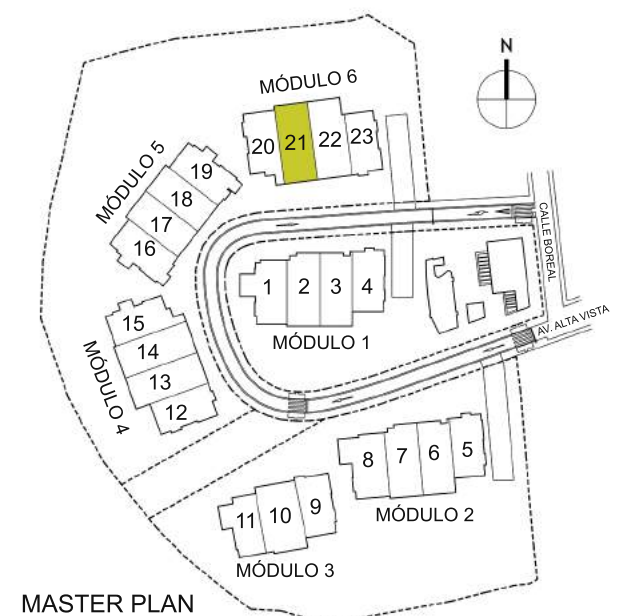 N
MÓDULO 6
20 21 22 23
MÓDULO 5
19
18
17
16
CALLE BOREAL
1 2 3 4
MÓDULO 1
AV. ALTA VISTA
15
14
13
12
MÓDULO 4
8 7 6 5
MÓDULO 2
11 10 9
MÓDULO 3
MASTER PLAN